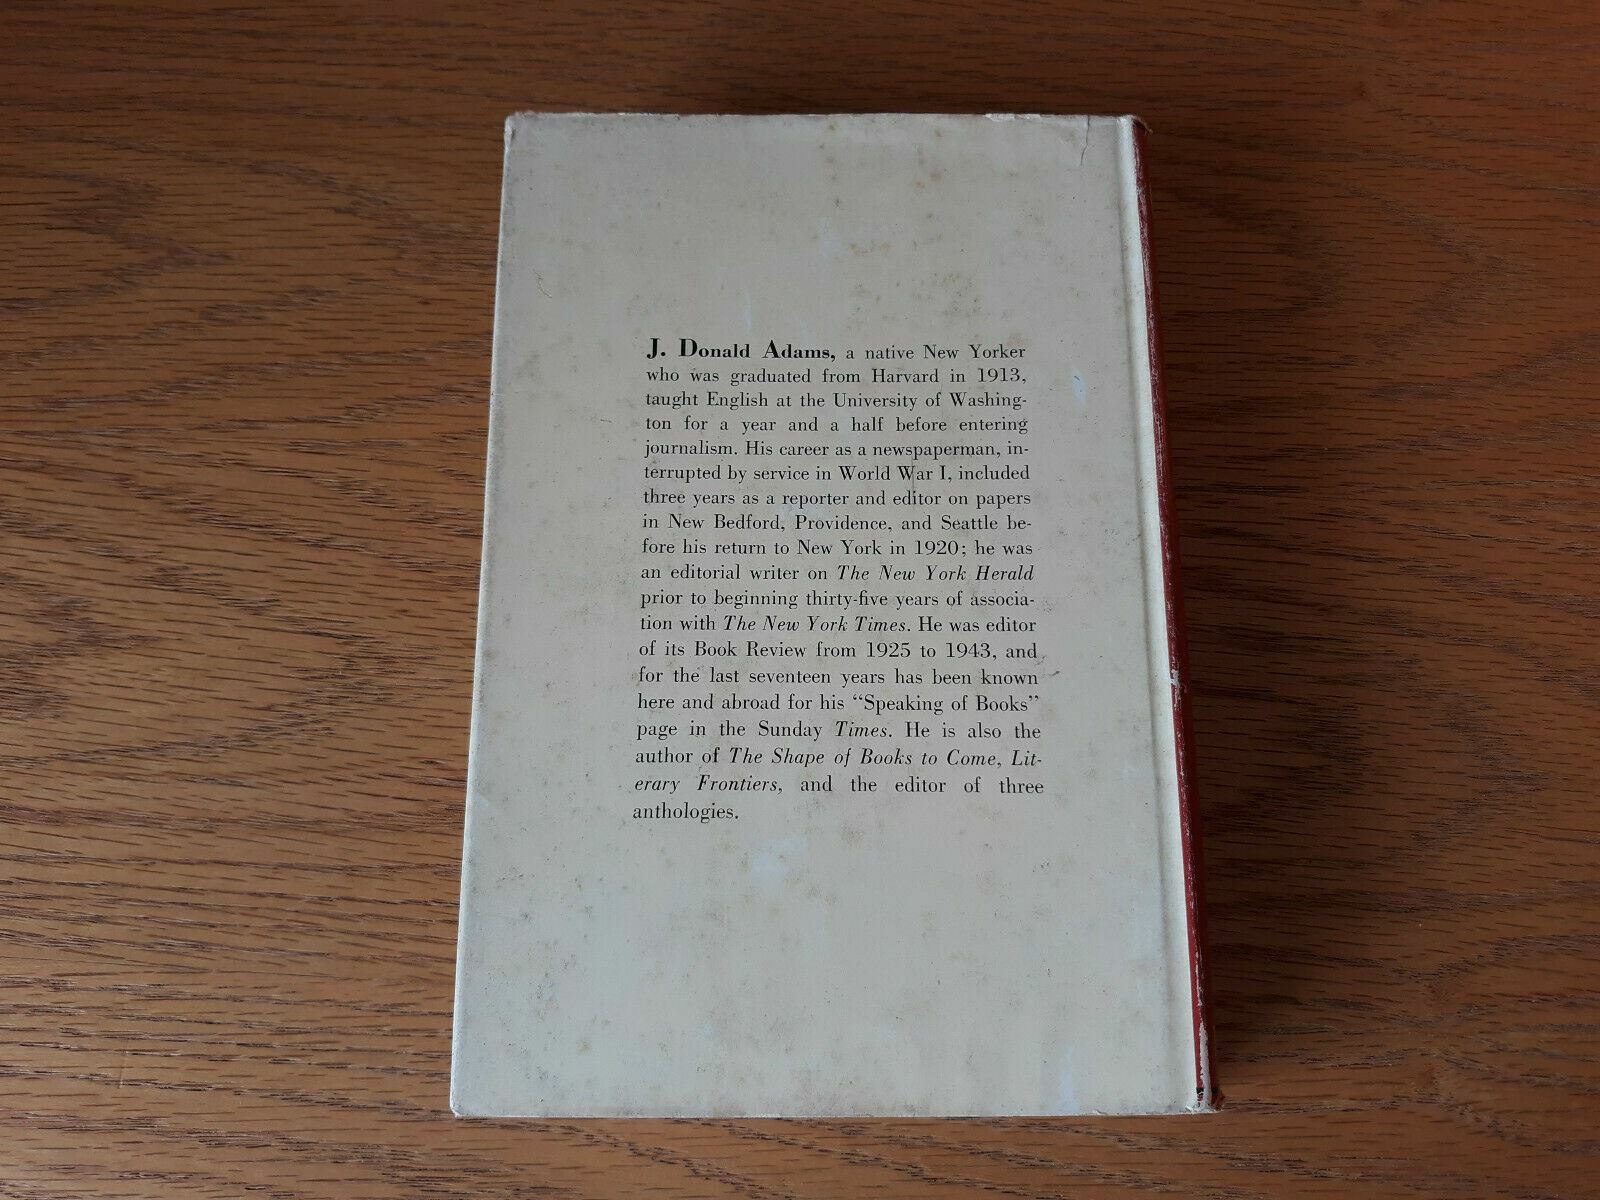 J. Donald Adams, a native New Yorker
who was graduated from Harvard in 1913,
taught English at the University of Washing-
ton for a year and a half before entering
journalism. His career as a newspaperman, in-
terrupted by service in World War I, included
three years as a reporter and editor on papers
in New Bedford, Providence, and Seattle be-
fore his return to New York in 1920; he was
an editorial writer on The New York Herald
prior to beginning thirty-five years of associa-
tion with The New York Times. He was editor
of its Book Review from 1925 to 1943, and
for the last seventeen years has been known
here and abroad for his “Speaking of Books”
page in the Sunday Times. He is also the
author of The Shape of Books to Come, Lit-
erary Frontiers, and the editor of three
anthologies.